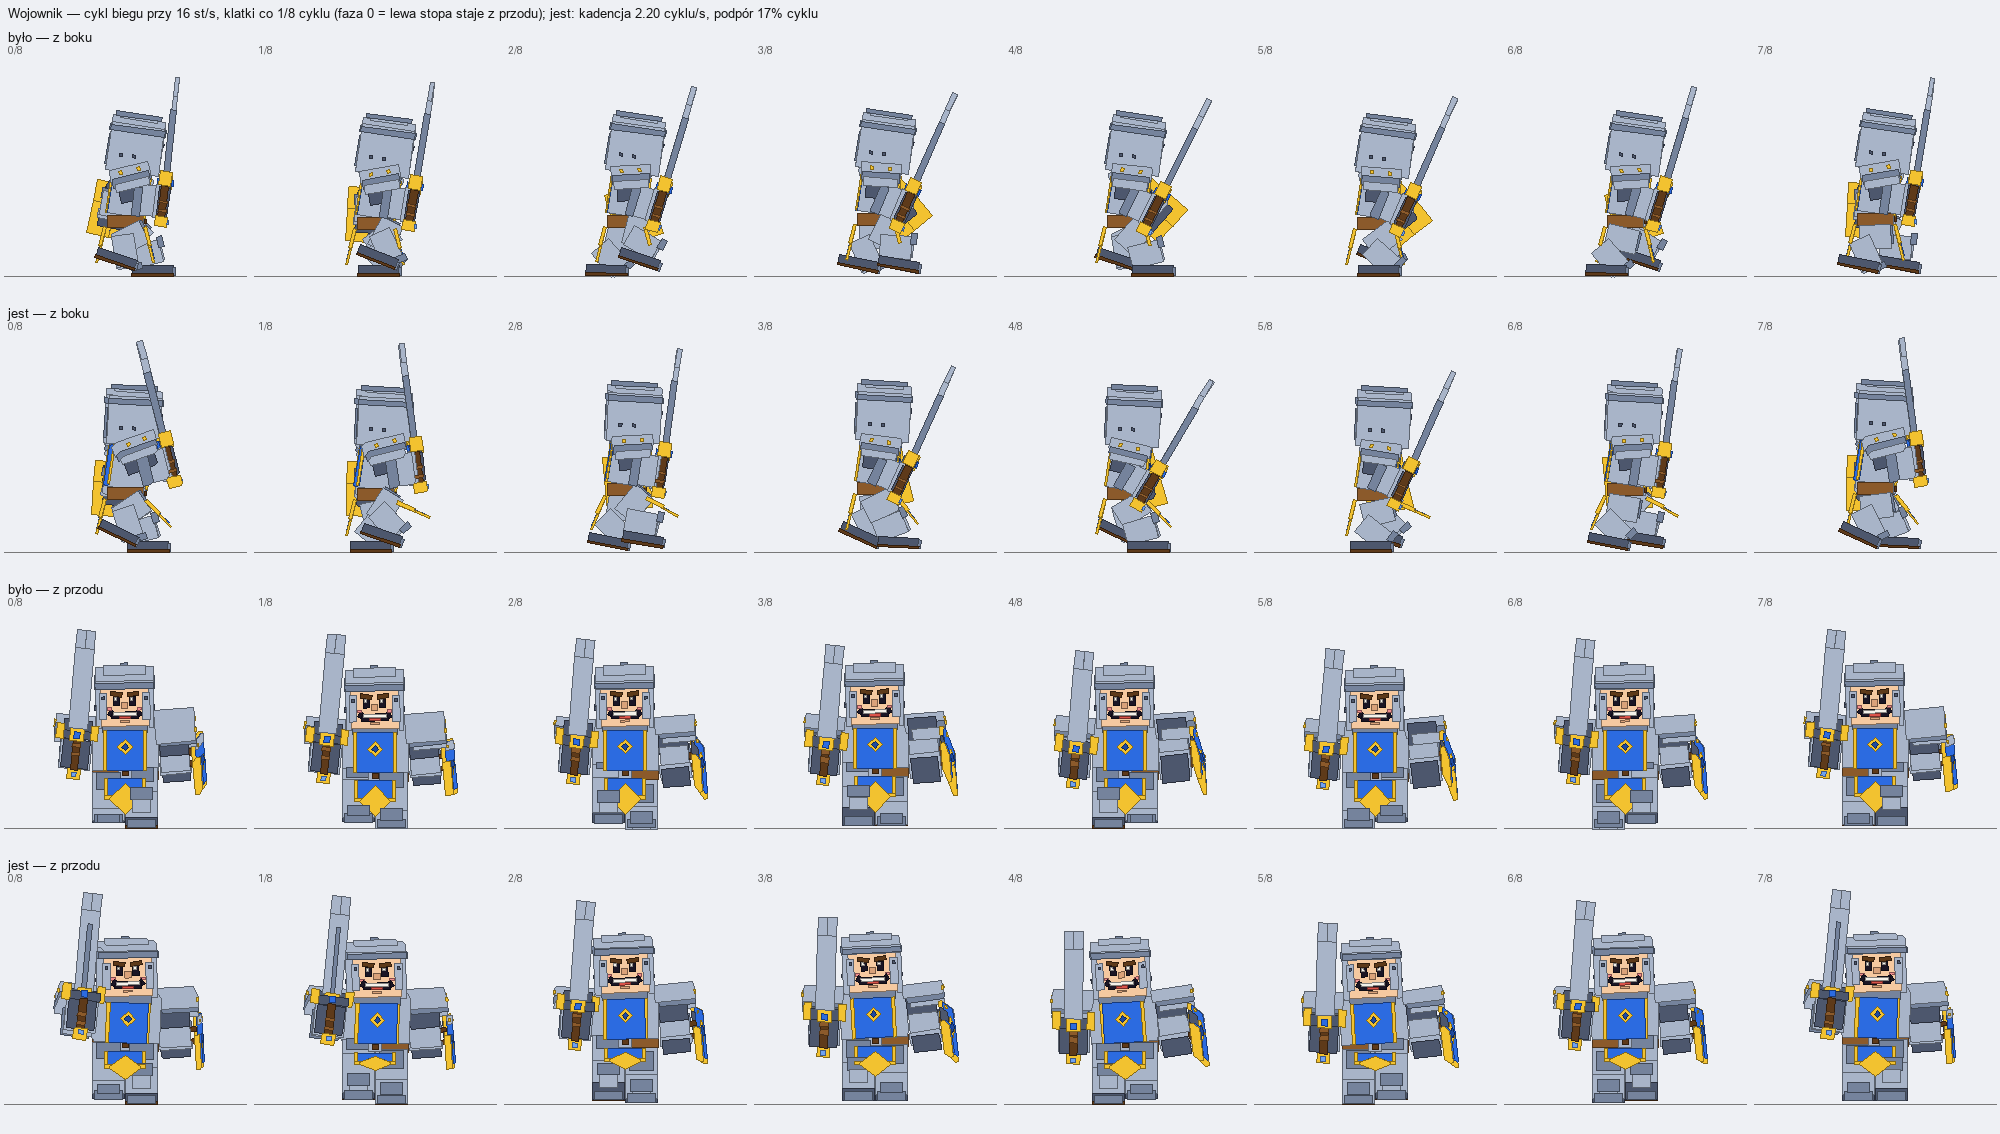 Wojownik — cykl biegu przy 16 st/s, klatki co 1/8 cyklu (faza 0 = lewa stopa staje z przodu); jest: kadencja 2.20 cyklu/s, podpór 17% cyklu
było — z boku
0/8 1/8 2/8 3/8 4/8 5/8 6/8 7/8
jest — z boku
0/8 1/8 2/8 3/8 4/8 5/8 6/8 7/8
było — z przodu
0/8 1/8 2/8 3/8 4/8 5/8 6/8 7/8
jest — z przodu
0/8 1/8 2/8 3/8 4/8 5/8 6/8 7/8